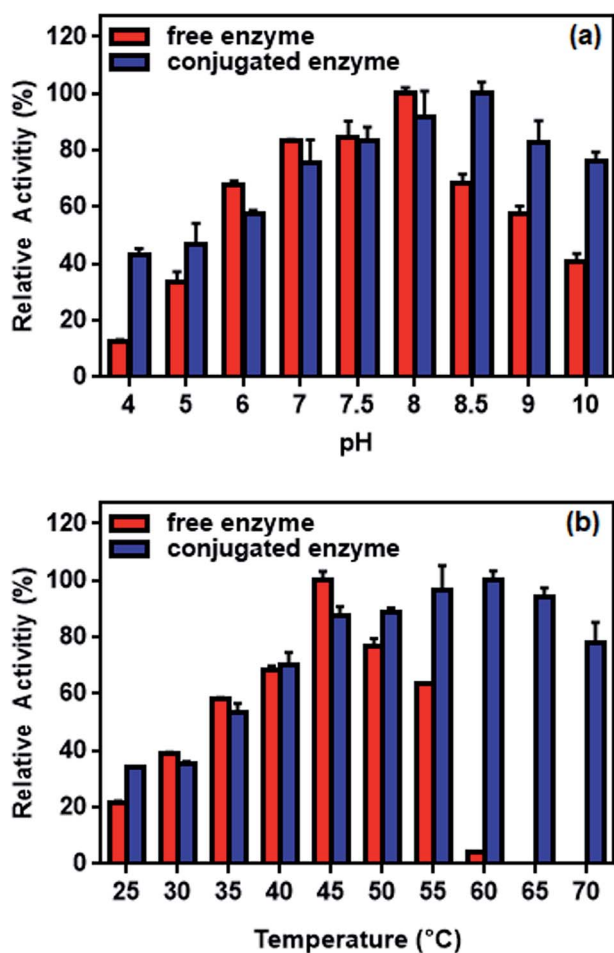 (a)
free enzyme
conjugated enzyme
Relative Activitiy (%)
120
100
80
60
40
20
0
4 5 6 7 7.5 8 8.5 9 10
pH
(b)
free enzyme
conjugated enzyme
Relative Activitiy (%)
120
100
80
60
40
20
0
25 30 35 40 45 50 55 60 65 70
Temperature (°C)